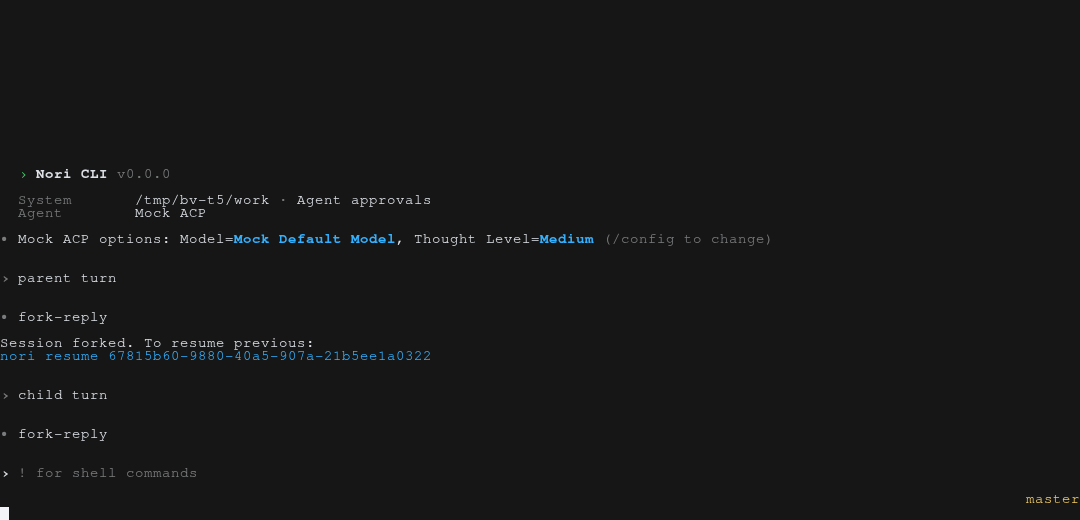 › Nori CLI v0.0.0
System /tmp/bv-t5/work · Agent approvals
Agent Mock ACP
• Mock ACP options: Model=Mock Default Model, Thought Level=Medium (/config to change)
› parent turn
• fork-reply
Session forked. To resume previous:
nori resume 67815b60-9880-40a5-907a-21b5ee1a0322
› child turn
• fork-reply
› ! for shell commands
master